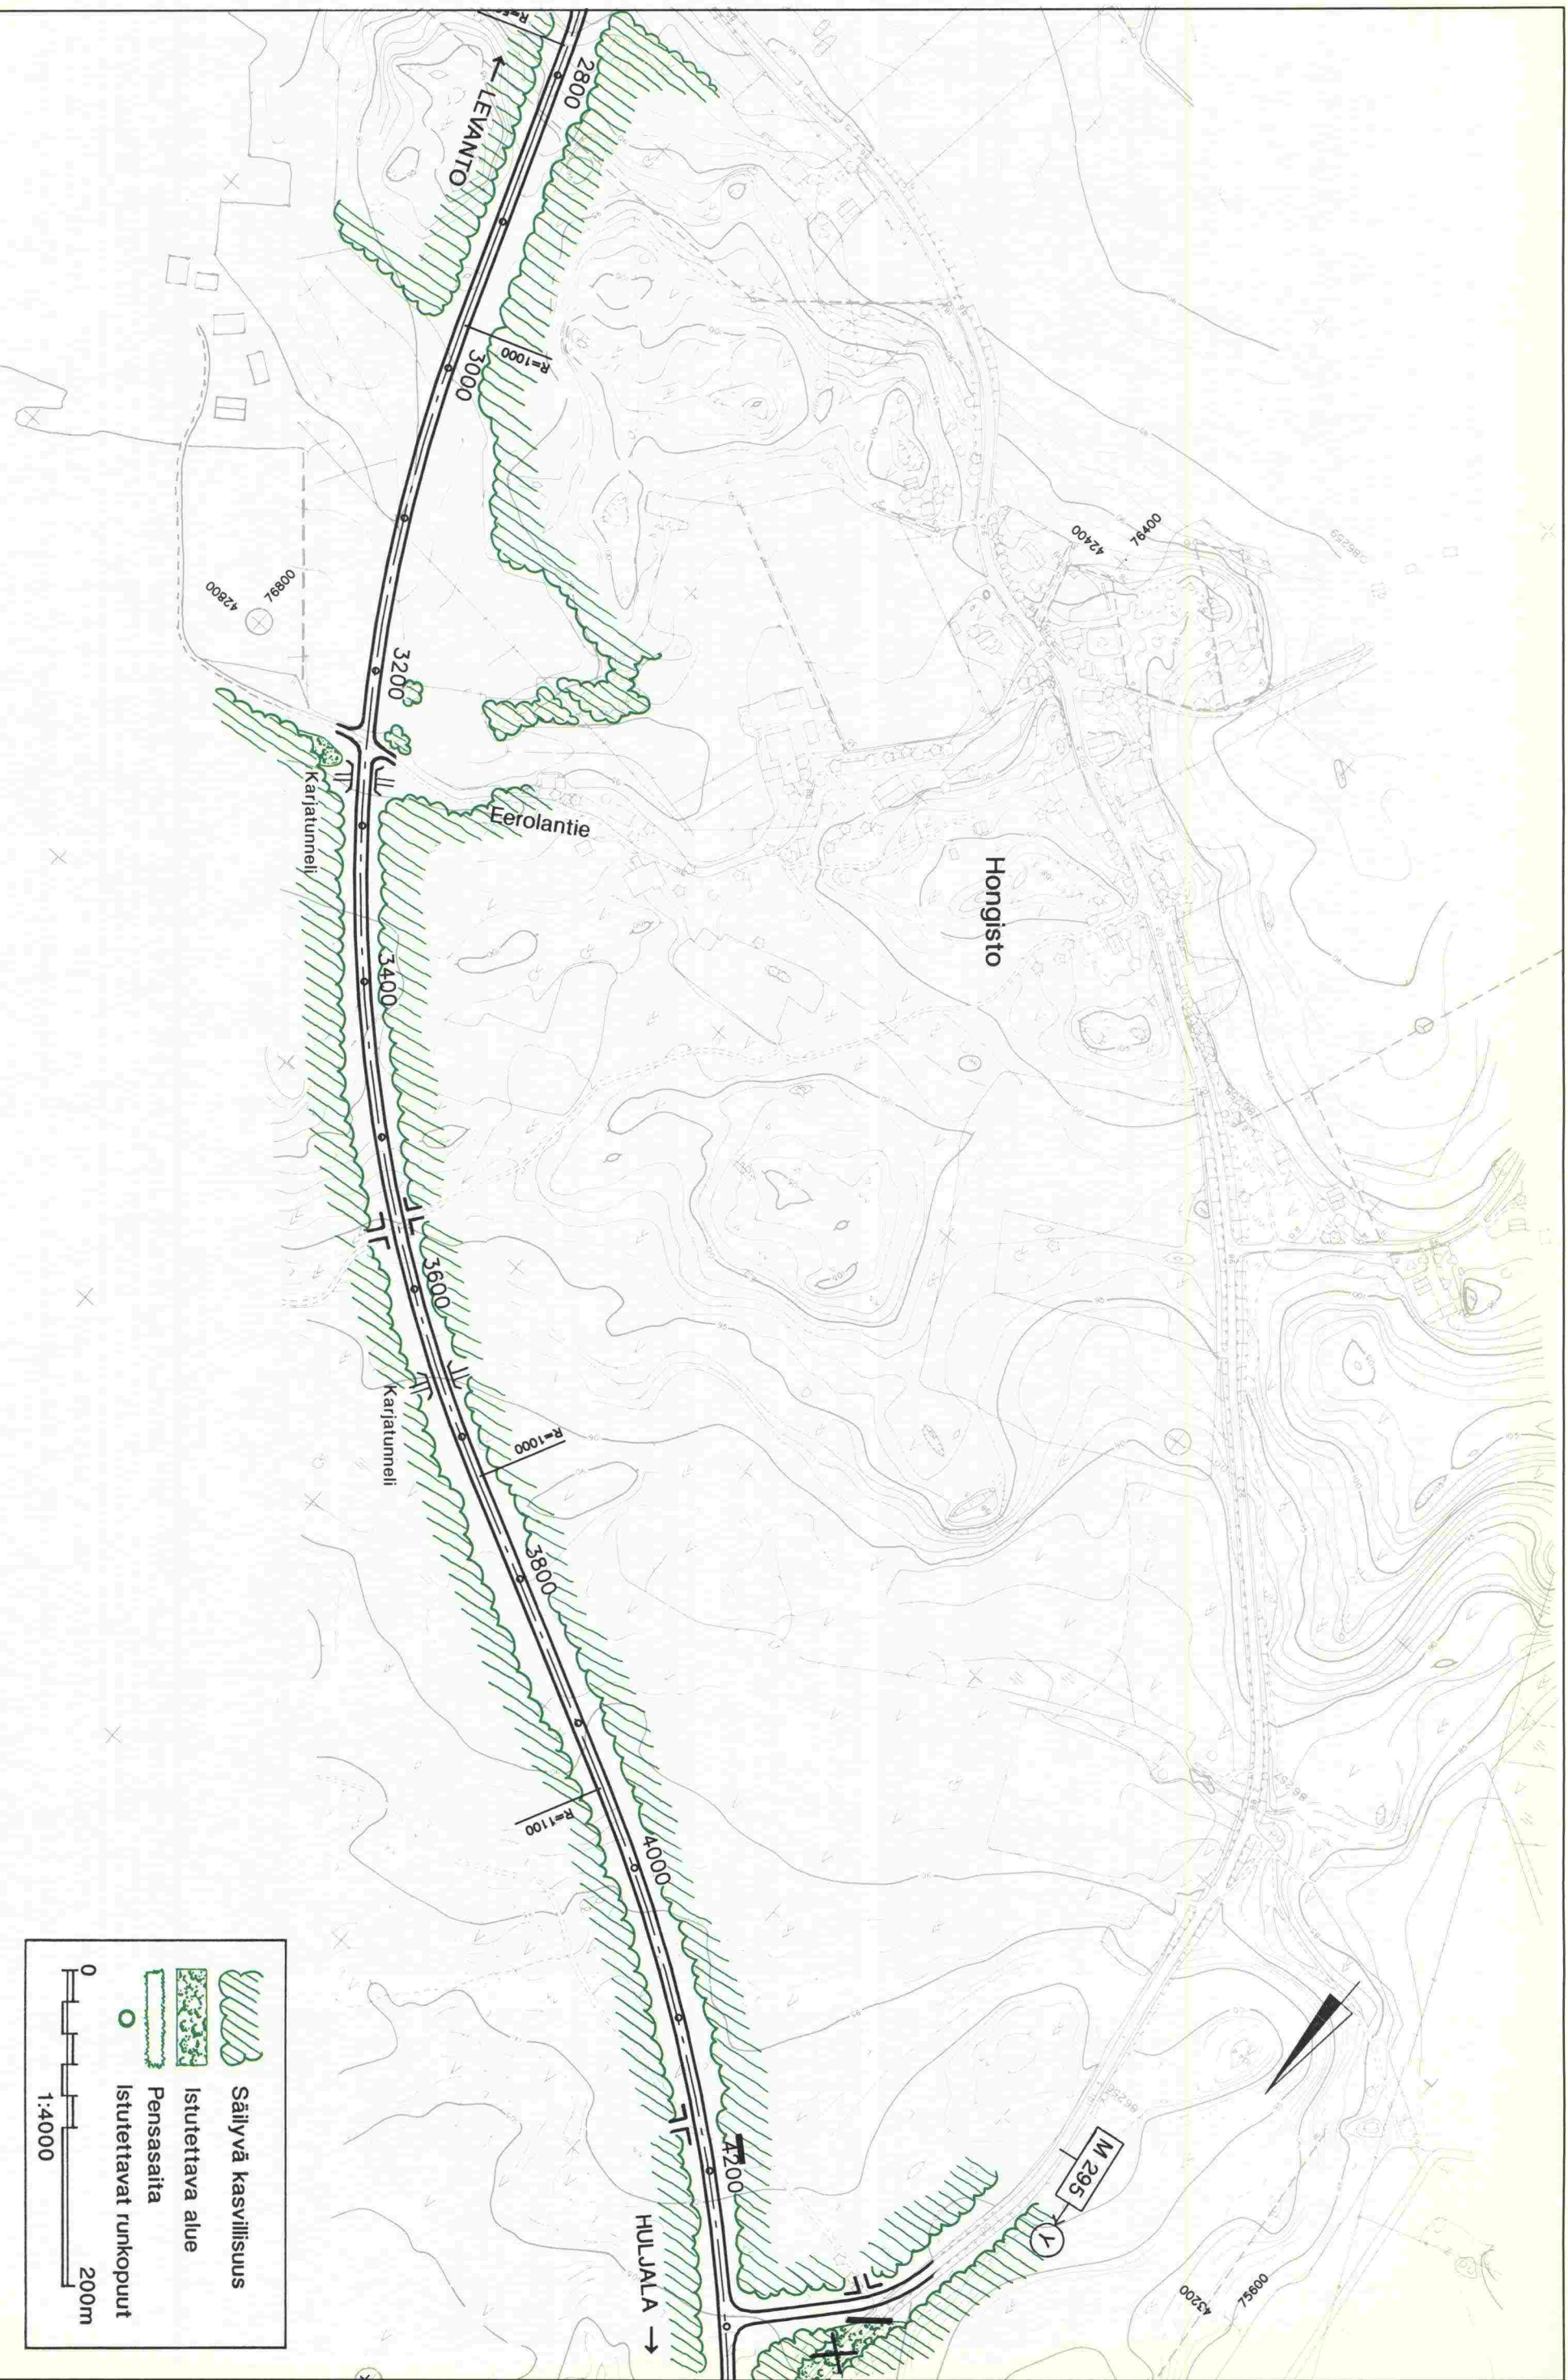 ← LEVANTO
2800
R=1000
3000
3200
Karjatunneli
Eerolantie
76800
42800
76400
42400
Hongisto
3400
3600
Karjatunneli
R=1000
3800
R=1100
4000
4200
HULJALA →
M 295
Y
75600
43200
Säilyvä kasvillisuus
Istutettava alue
Pensasaita
Istutettavat runkopuut
0 200m
1:4000